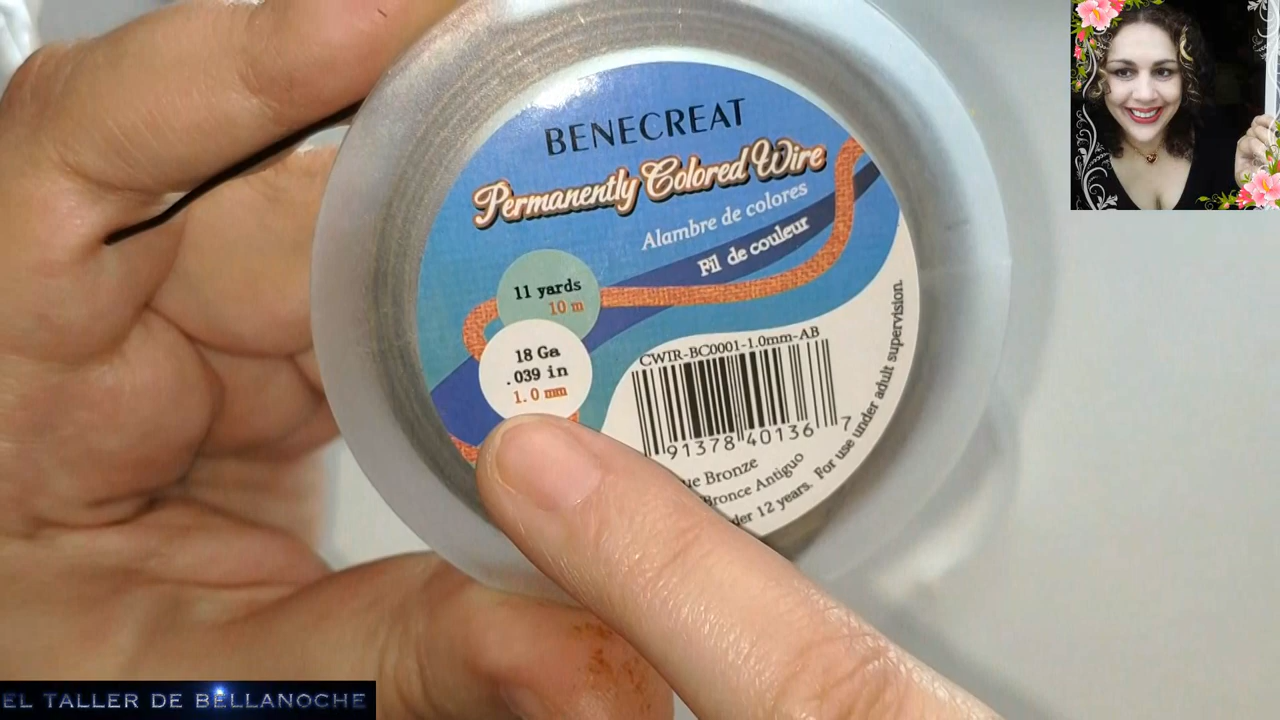 BENECREAT
Permanently Colored Wire
Alambre de colores
Fil de couleur
11 yards
10 m
18 Ga
.039 in
1.0 mm
CWIR-BC0001-1.0mm-AB
91378 40136 7
Bronze
Bronce Antiguo
12 years. For use under adult supervision.
EL TALLER DE BELLANOCHE